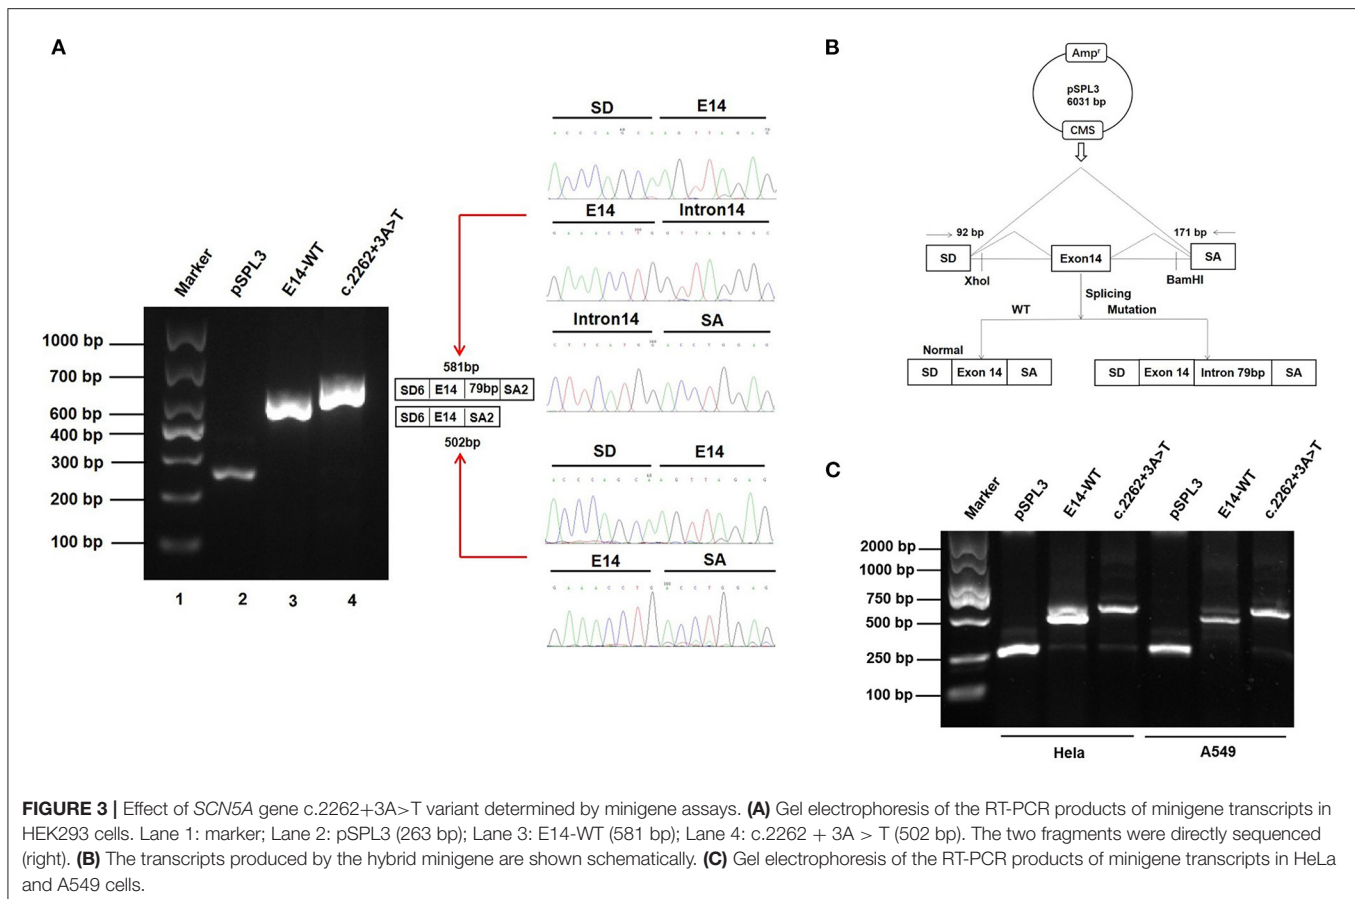 A
SD E14
A C C C A G C A A G T T A G A G
E14 Intron14
G A A A C C T G G T T A G G G C
Intron14 SA
C T T C A T G G A C C T G G A G
SD E14
A C C C A G C A A G T T A G A G
E14 SA
G A A A C C T G A C C T G G A G
Marker
pSPL3
E14-WT
c.2262+3A>T
1000 bp
700 bp
600 bp
400 bp
300 bp
200 bp
100 bp
1 2 3 4
581bp
SD6 E14 79bp SA2
SD6 E14 SA2
502bp
B
Ampʳ
pSPL3
6031 bp
CMS
92 bp 171 bp
SD Exon14 SA
XhoI BamHI
Splicing
WT Mutation
Normal
SD Exon 14 SA
SD Exon 14 Intron 79bp SA
C
Marker
pSPL3
E14-WT
c.2262+3A>T
pSPL3
E14-WT
c.2262+3A>T
2000 bp
1000 bp
750 bp
500 bp
250 bp
100 bp
Hela A549
FIGURE 3 | Effect of SCN5A gene c.2262+3A>T variant determined by minigene assays. (A) Gel electrophoresis of the RT-PCR products of minigene transcripts in
HEK293 cells. Lane 1: marker; Lane 2: pSPL3 (263 bp); Lane 3: E14-WT (581 bp); Lane 4: c.2262 + 3A > T (502 bp). The two fragments were directly sequenced
(right). (B) The transcripts produced by the hybrid minigene are shown schematically. (C) Gel electrophoresis of the RT-PCR products of minigene transcripts in HeLa
and A549 cells.